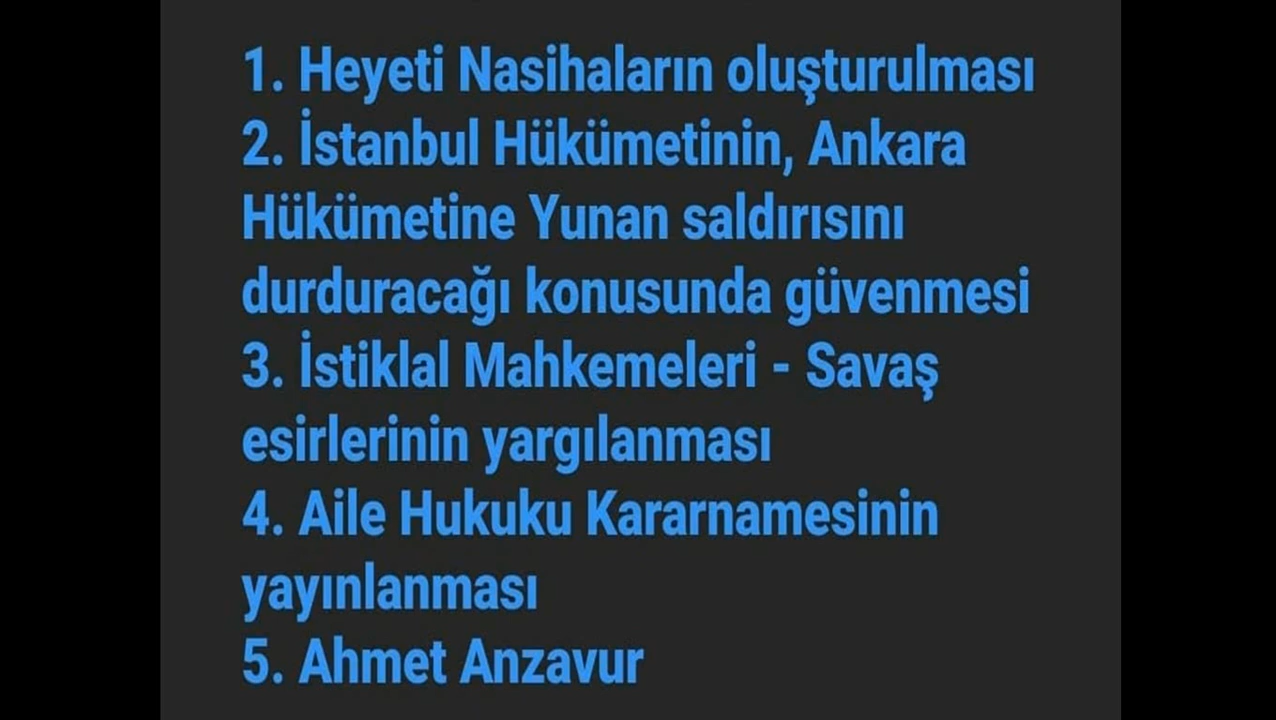 1. Heyeti Nasihaların oluşturulması
2. İstanbul Hükümetinin, Ankara
Hükümetine Yunan saldırısını
durduracağı konusunda güvenmesi
3. İstiklal Mahkemeleri - Savaş
esirlerinin yargılanması
4. Aile Hukuku Kararnamesinin
yayınlanması
5. Ahmet Anzavur